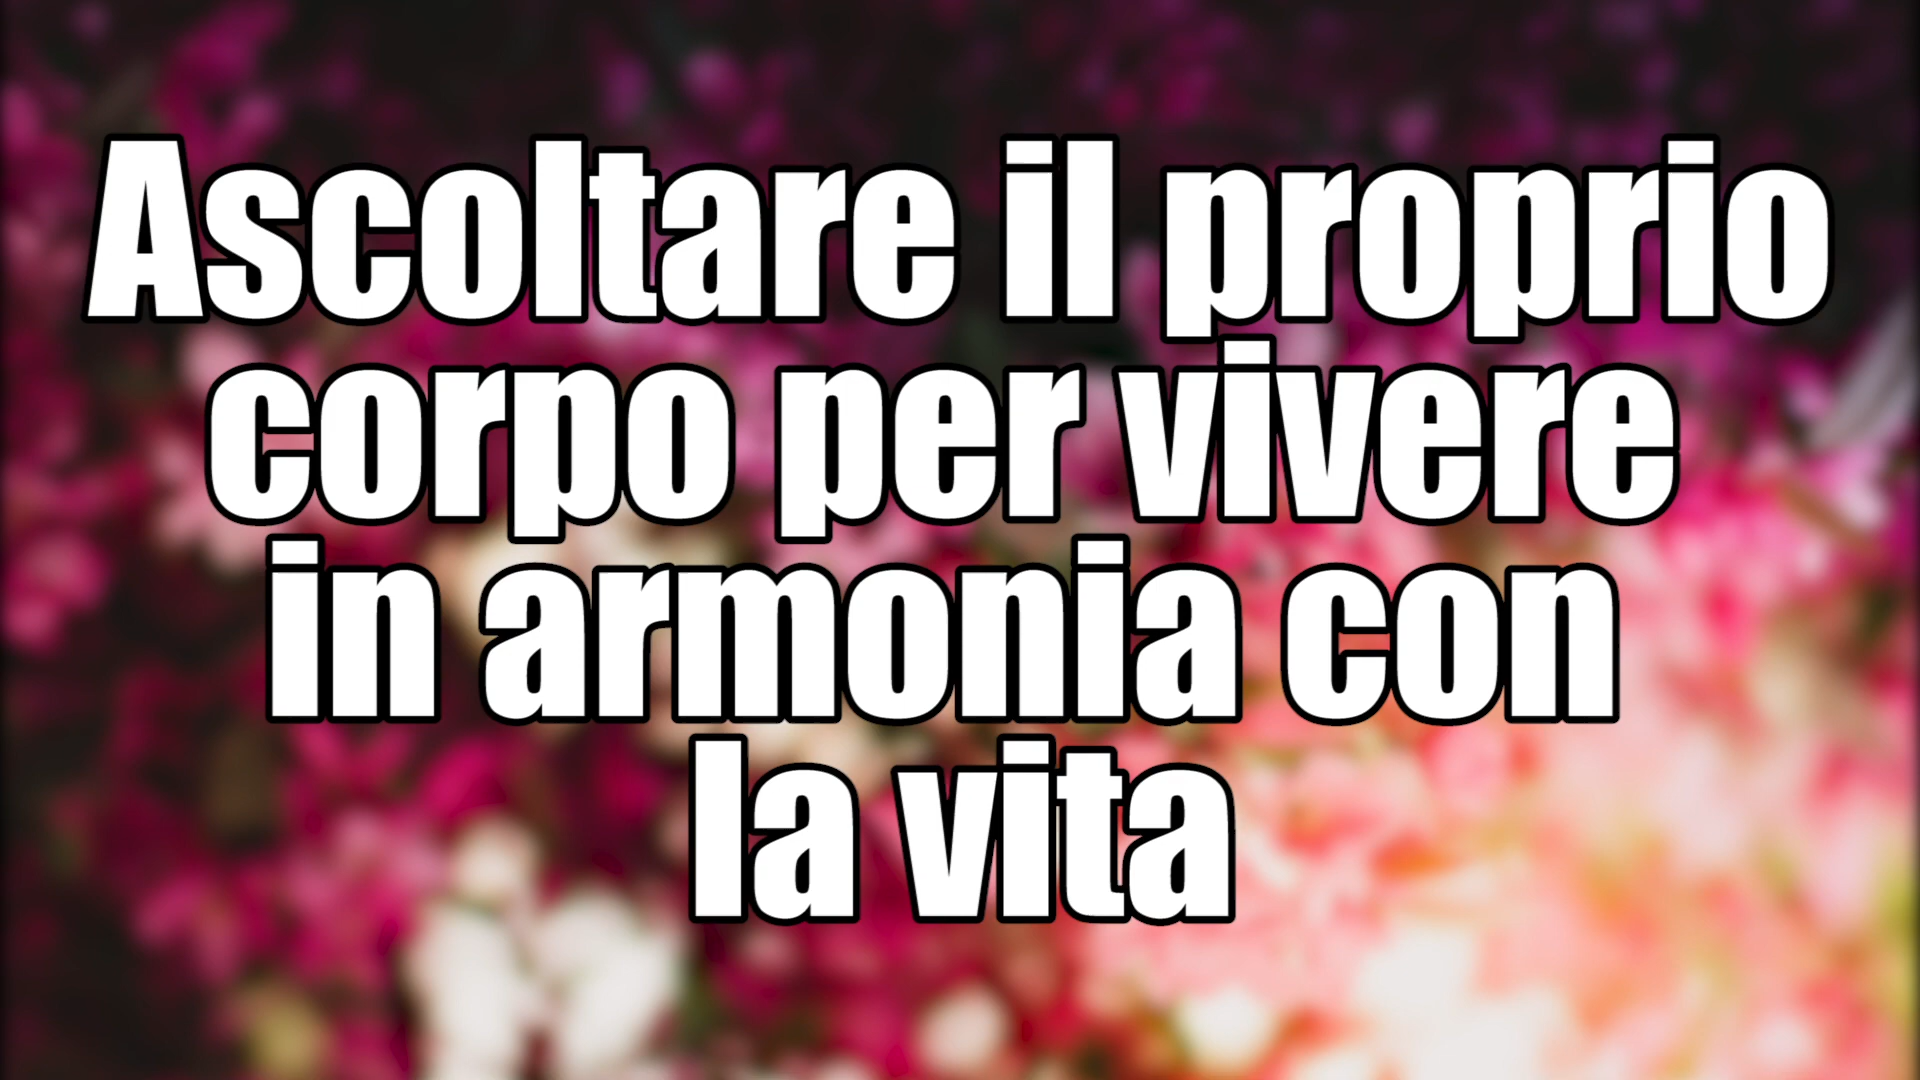 Ascoltare il proprio
corpo per vivere
in armonia con
la vita